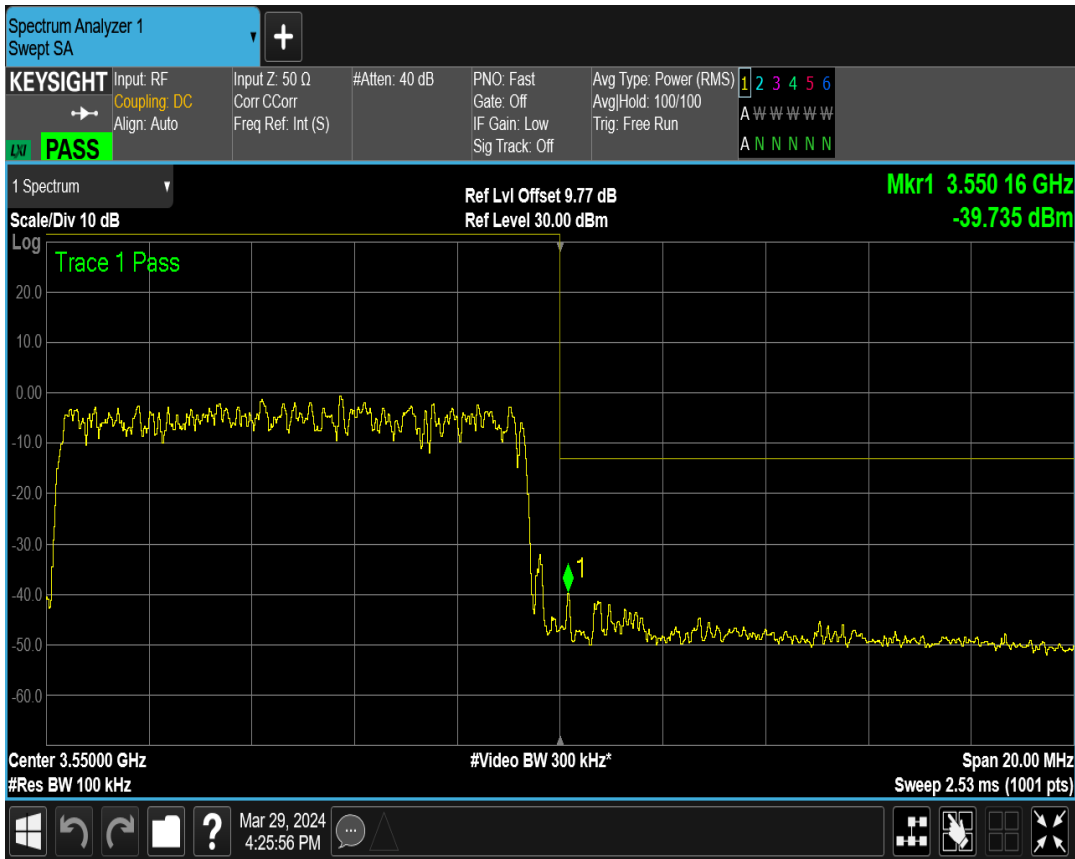 Spectrum Analyzer 1
Swept SA
+
KEYSIGHT
LXI PASS
Input: RF
Coupling: DC
Align: Auto
Input Z: 50 Ω
Corr CCorr
Freq Ref: Int (S)
#Atten: 40 dB
PNO: Fast
Gate: Off
IF Gain: Low
Sig Track: Off
Avg Type: Power (RMS)
Avg|Hold: 100/100
Trig: Free Run
1 2 3 4 5 6
A W W W W W
A N N N N N
1 Spectrum
Scale/Div 10 dB
Ref Lvl Offset 9.77 dB
Ref Level 30.00 dBm
Mkr1 3.550 16 GHz
-39.735 dBm
Log
Trace 1 Pass
20.0
10.0
0.00
-10.0
-20.0
-30.0
-40.0
-50.0
-60.0
1
Center 3.55000 GHz
#Res BW 100 kHz
#Video BW 300 kHz*
Span 20.00 MHz
Sweep 2.53 ms (1001 pts)
?
Mar 29, 2024
4:25:56 PM